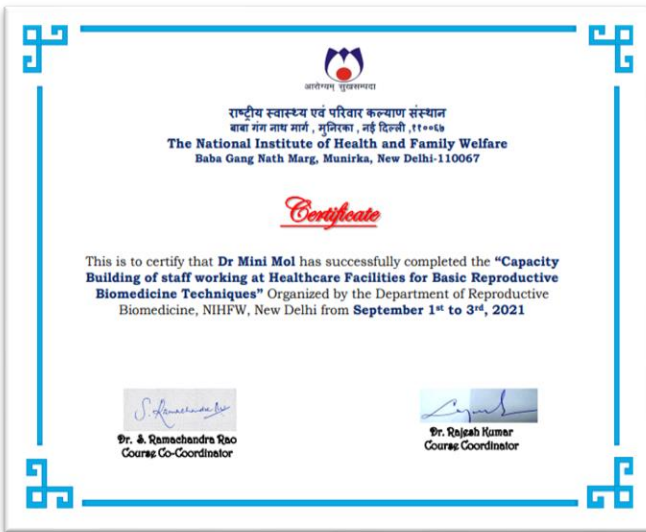 आरोग्यम् सुखसम्पदा
राष्ट्रीय स्वास्थ्य एवं परिवार कल्याण संस्थान
बाबा गंग नाथ मार्ग , मुनिरका , नई दिल्ली ,११००६७
The National Institute of Health and Family Welfare
Baba Gang Nath Marg, Munirka, New Delhi-110067
Certificate
This is to certify that Dr Mini Mol has successfully completed the “Capacity
Building of staff working at Healthcare Facilities for Basic Reproductive
Biomedicine Techniques” Organized by the Department of Reproductive
Biomedicine, NIHFW, New Delhi from September 1st to 3rd, 2021
S. Ramachandra Rao
Dr. S. Ramachandra Rao
Course Co-Coordinator
Dr. Rajesh Kumar
Course Coordinator